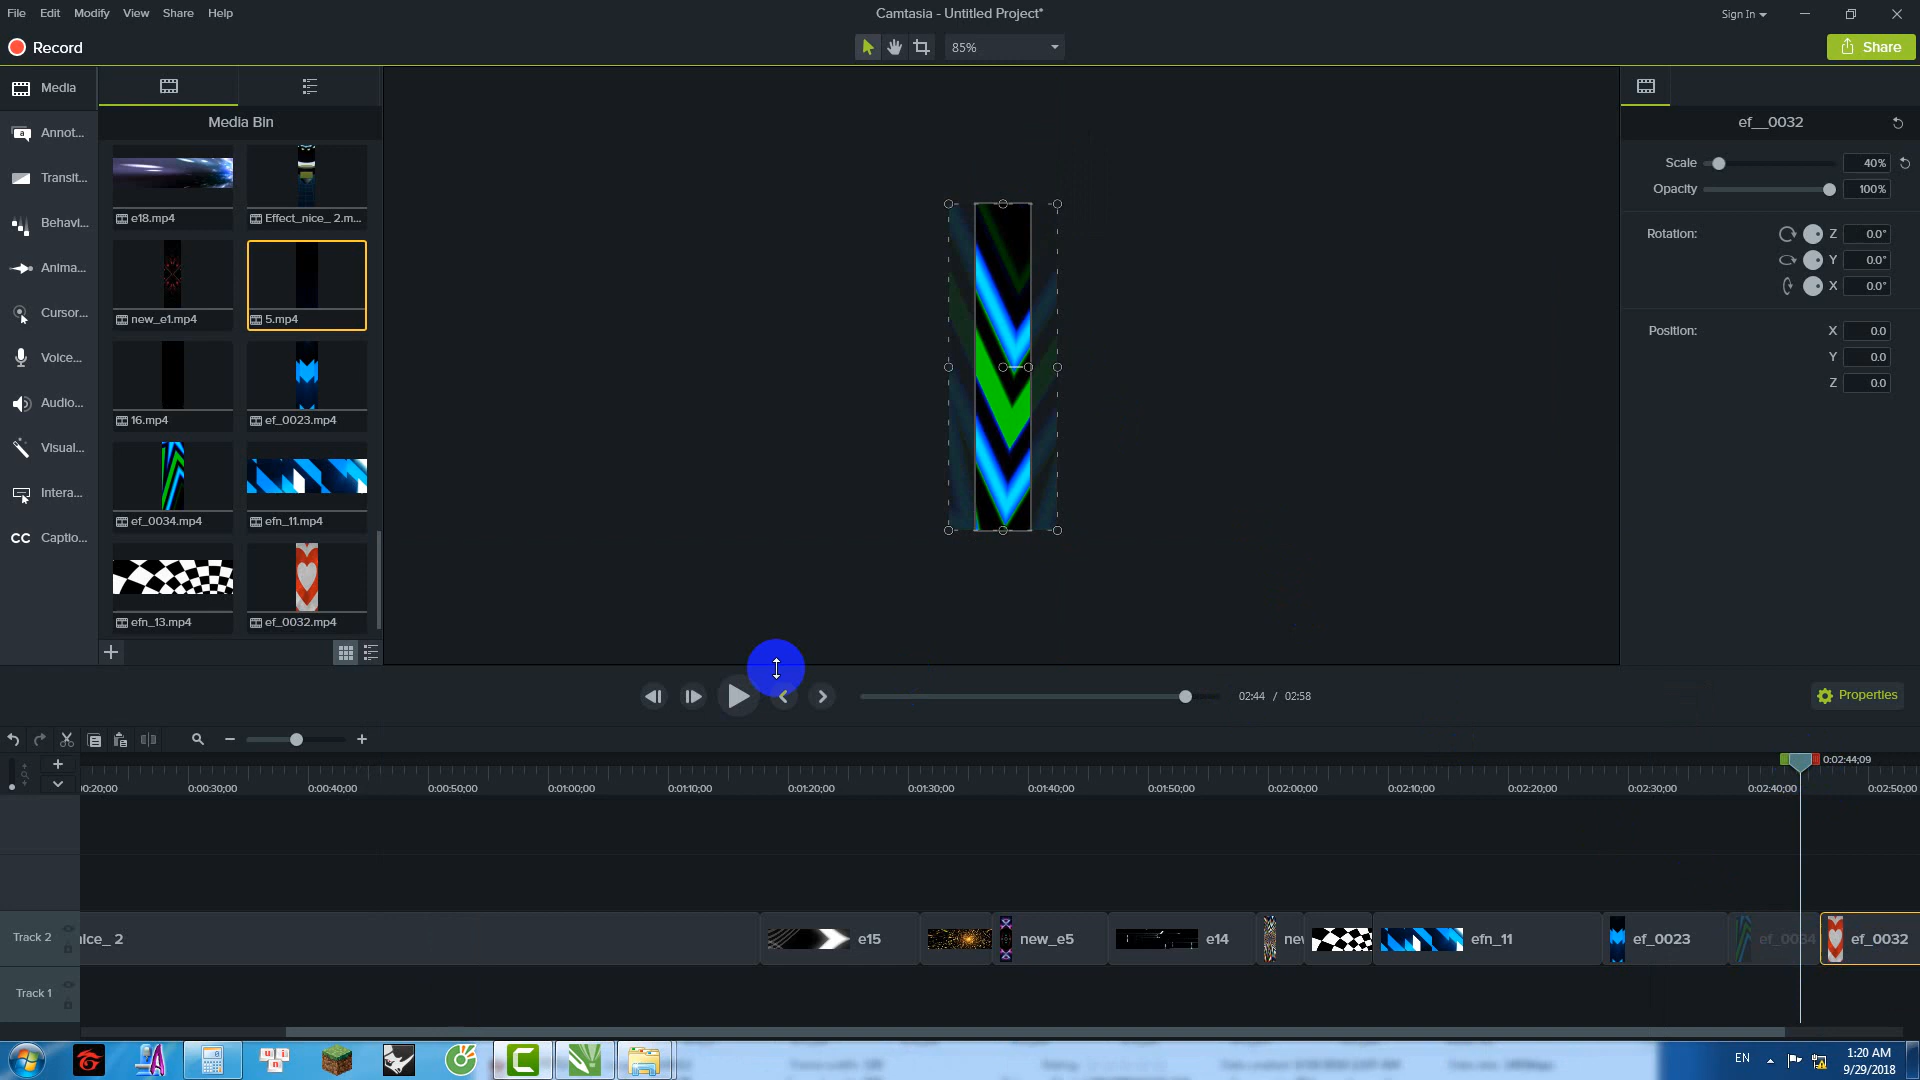 File Edit Modify View Share Help
Camtasia - Untitled Project*
Sign In
Record
85%
Share
Media
Annot...
Transit...
Behavi...
Anima...
Cursor...
Voice...
Audio...
Visual...
Intera...
CC Captio...
Media Bin
e18.mp4
Effect_nice_ 2.m...
new_e1.mp4
5.mp4
16.mp4
ef_0023.mp4
ef_0034.mp4
efn_11.mp4
efn_13.mp4
ef_0032.mp4
ef__0032
Scale 40%
Opacity 100%
Rotation: Z 0.0°
Y 0.0°
X 0.0°
Position: X 0.0
Y 0.0
Z 0.0
02:44 / 02:58
Properties
0:02:44;09
0:20;00 0:00:30;00 0:00:40;00 0:00:50;00 0:01:00;00 0:01:10;00 0:01:20;00 0:01:30;00 0:01:40;00 0:01:50;00 0:02:00;00 0:02:10;00 0:02:20;00 0:02:30;00 0:02:40;00 0:02:50;00
Track 2
ice_ 2
e15
new_e5
e14
nev
efn_11
ef_0023
ef_0034
ef_0032
Track 1
EN
1:20 AM
9/29/2018